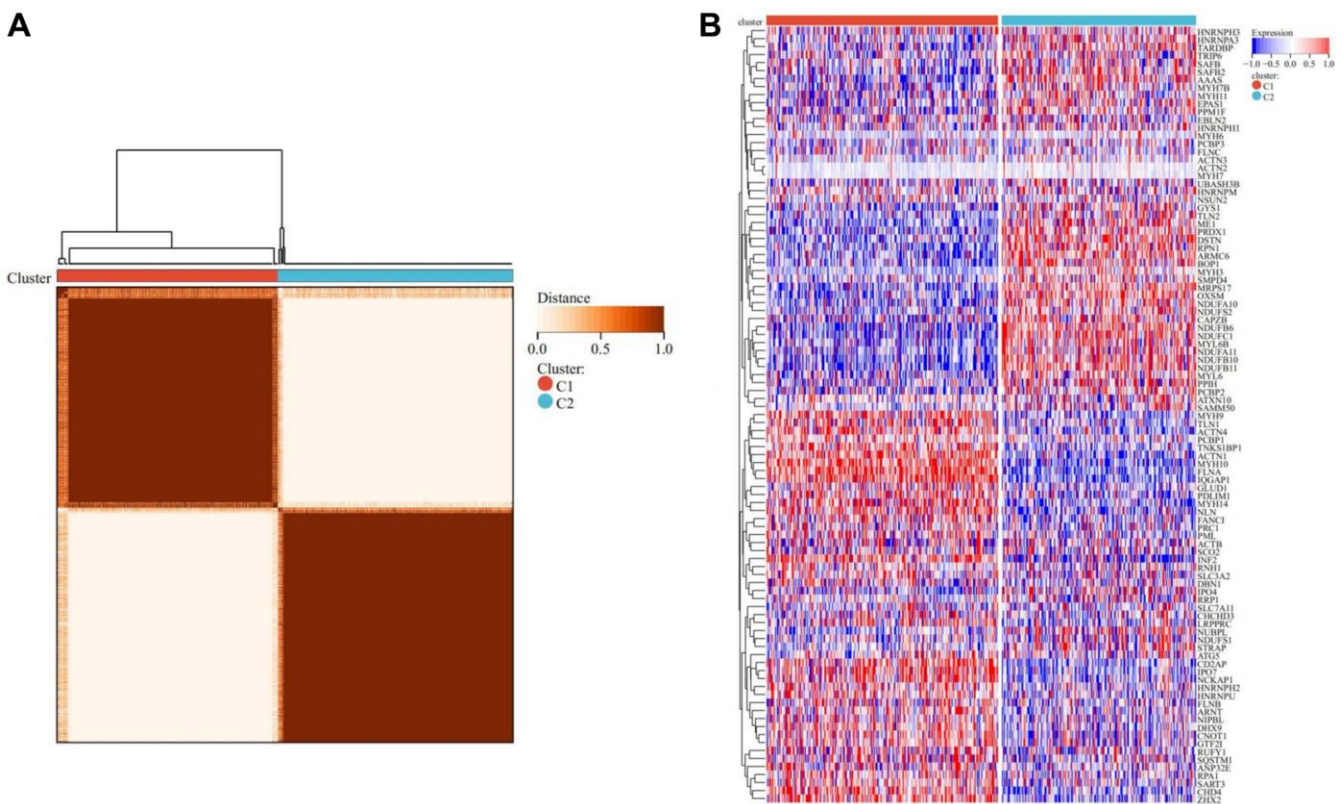 A
Cluster
Distance
0.0 0.5 1.0
Cluster:
C1
C2
B
cluster
HNRNPH3
HNRNPA3
TARDBP
TRIP6
SAFB
SAFB2
AAAS
MYH7B
MYH11
EPAS1
PPM1F
EBLN2
HNRNPH1
MYH6
PCBP3
FLNC
ACTN3
ACTN2
MYH7
UBASH3B
HNRNPM
NSUN2
GYS1
TLN2
ME1
PRDX1
DSTN
RPN1
ARMC6
BOP1
MYH3
SMPD4
MRPS17
OXSM
NDUFA10
NDUFS2
CAPZB
NDUFB6
NDUFC1
MYL6B
NDUFA11
NDUFB10
NDUFB11
MYL6
PPIH
PCBP2
ATXN10
SAMM50
MYH9
TLN1
ACTN4
PCBP1
TNKS1BP1
ACTN1
MYH10
FLNA
IQGAP1
GLUD1
PDLIM1
MYH14
NLN
FANCI
PRC1
PML
ACTB
SCO2
INF2
RNH1
SLC3A2
DBN1
IPO4
RRP1
SLC7A11
CHCHD3
LRPPRC
NUBPL
NDUFS1
STRAP
ATG5
CD2AP
IPO7
NCKAP1
HNRNPH2
HNRNPU
FLNB
ARNT
NIPBL
DHX9
CNOT1
GTF2I
RUFY1
SQSTM1
ANP32E
RPA1
SART3
CHD4
ZHX2
Expression
−1.0 −0.5 0.0 0.5 1.0
cluster:
C1
C2